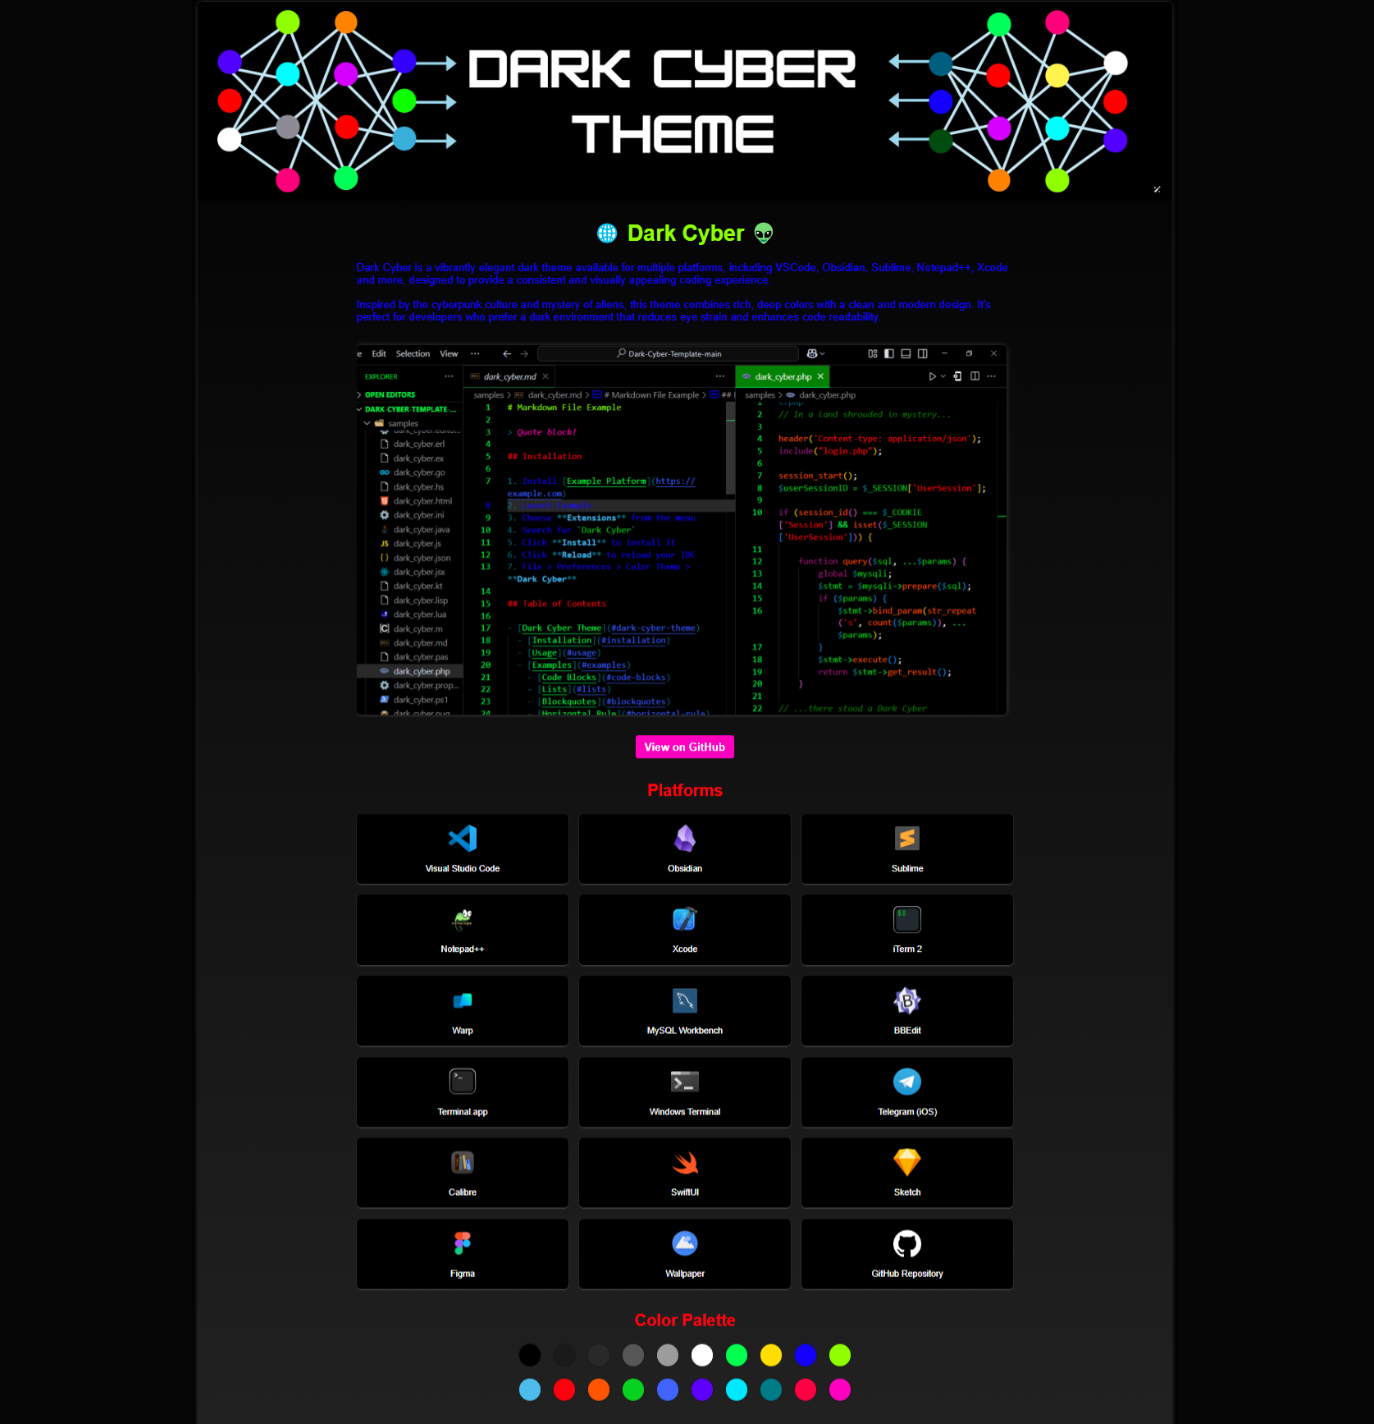 DARK CYBER
THEME
Dark Cyber
Dark Cyber is a vibrantly elegant dark theme available for multiple platforms, including VSCode, Obsidian, Sublime, Notepad++, Xcode
and more, designed to provide a consistent and visually appealing coding experience.
Inspired by the cyberpunk culture and mystery of aliens, this theme combines rich, deep colors with a clean and modern design. It's
perfect for developers who prefer a dark environment that reduces eye strain and enhances code readability.
e Edit Selection View ··· ← → Dark-Cyber-Template-main
EXPLORER ···
OPEN EDITORS
DARK-CYBER-TEMPLATE-...
samples
dark_cyber.erl
dark_cyber.ex
dark_cyber.go
dark_cyber.hs
dark_cyber.html
dark_cyber.ini
dark_cyber.java
JS dark_cyber.js
{} dark_cyber.json
dark_cyber.jsx
dark_cyber.kt
dark_cyber.lisp
dark_cyber.lua
dark_cyber.m
dark_cyber.md
dark_cyber.pas
dark_cyber.php
dark_cyber.prop...
dark_cyber.ps1
dark_cyber.md
samples > dark_cyber.md > # Markdown File Example > ##
1 # Markdown File Example
2
3 > Quote block!
4
5 ## Installation
6
7 1. Install [Example Platform](https://
example.com)
8
9 3. Choose **Extensions** from the menu
10 4. Search for `Dark Cyber`
11 5. Click **Install** to install it
12 6. Click **Reload** to reload your IDE
13 7. File > Preferences > Color Theme >
**Dark Cyber**
14
15 ## Table of Contents
16
17 - [Dark Cyber Theme](#dark-cyber-theme)
18 - [Installation](#installation)
19 - [Usage](#usage)
20 - [Examples](#examples)
21 - [Code Blocks](#code-blocks)
22 - [Lists](#lists)
23 - [Blockquotes](#blockquotes)
24 - [Horizontal Rule](#horizontal-rule)
dark_cyber.php
samples > dark_cyber.php
1 <?php
2 // In a land shrouded in mystery...
3
4 header('Content-type: application/json');
5 include("login.php");
6
7 session_start();
8 $userSessionID = $_SESSION['UserSession'];
9
10 if (session_id() === $_COOKIE
['Session'] && isset($_SESSION
['UserSession'])) {
11
12 function query($sql, ...$params) {
13 global $mysqli;
14 $stmt = $mysqli->prepare($sql);
15 if ($params) {
16 $stmt->bind_param(str_repeat
('s', count($params)), ...
$params);
17 }
18 $stmt->execute();
19 return $stmt->get_result();
20 }
21
22 // ...there stood a Dark Cyber
View on GitHub
Platforms
Visual Studio Code
Obsidian
Sublime
Notepad++
Xcode
iTerm 2
Warp
MySQL Workbench
BBEdit
Terminal.app
Windows Terminal
Telegram (iOS)
Calibre
SwiftUI
Sketch
Figma
Wallpaper
GitHub Repository
Color Palette